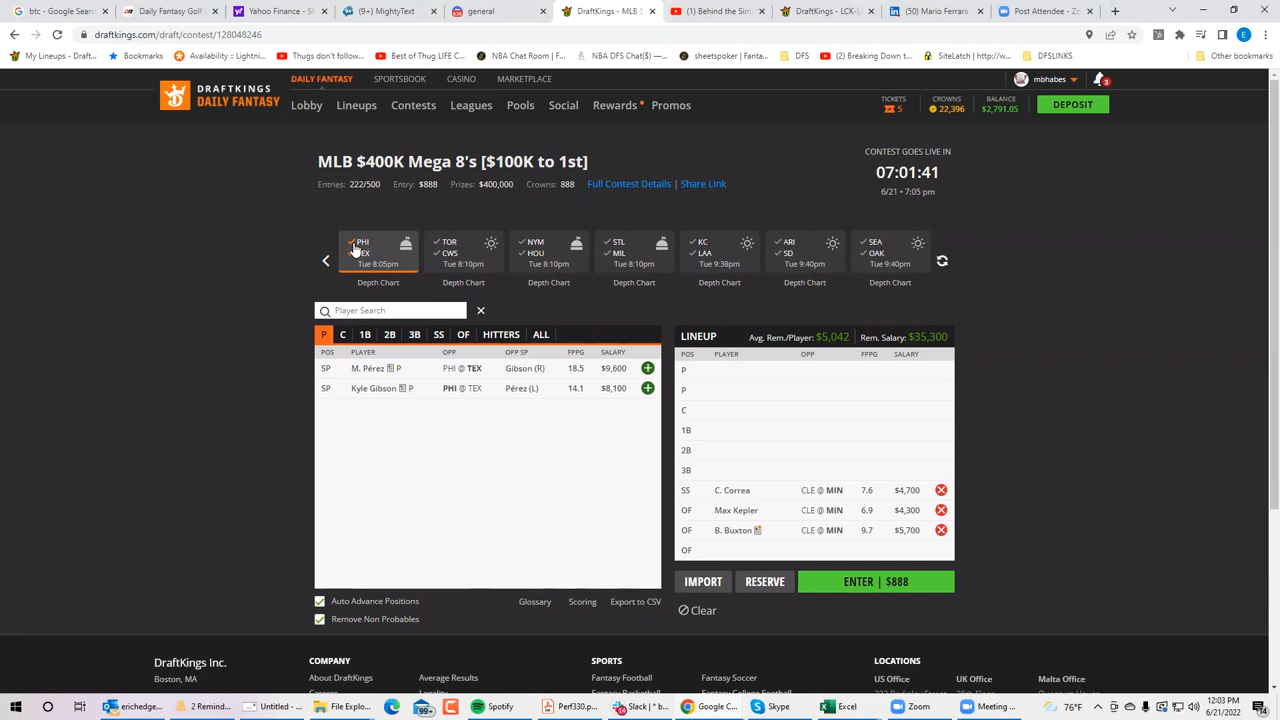 btc - Google Searc
Daily Fantasy Golf
Yahoo Finance - S
(9+) MightyText
general
DraftKings - MLB S
(1) Behind the Sim
DraftKings - LCK-Li
(50) Mario Ferrara
Post Attendee - Zo
draftkings.com/draft/contest/128048246
My Lineups - Draft...
Bookmarks
Availability :: Lightni...
Thugs don't follow...
Best of Thug LIFE C...
NBA Chat Room | F...
NBA DFS Chat($) -...
sheetspoker | Fanta...
DFS
(2) Breaking Down t...
SiteLatch | http://w...
DFSLINKS
Other bookmarks
DRAFTKINGS
DAILY FANTASY
DAILY FANTASY SPORTSBOOK CASINO MARKETPLACE
mbhabes 3
Lobby Lineups Contests Leagues Pools Social Rewards Promos
TICKETS CROWNS BALANCE
5 22,396 $2,791.05
DEPOSIT
MLB $400K Mega 8's [$100K to 1st]
Entries: 222/500 Entry: $888 Prizes: $400,000 Crowns: 888 Full Contest Details | Share Link
CONTEST GOES LIVE IN
07:01:41
6/21 • 7:05 pm
PHI
TEX
Tue 8:05pm
Depth Chart
TOR
CWS
Tue 8:10pm
Depth Chart
NYM
HOU
Tue 8:10pm
Depth Chart
STL
MIL
Tue 8:10pm
Depth Chart
KC
LAA
Tue 9:38pm
Depth Chart
ARI
SD
Tue 9:40pm
Depth Chart
SEA
OAK
Tue 9:40pm
Depth Chart
Player Search
P C 1B 2B 3B SS OF HITTERS ALL
POS PLAYER OPP OPP SP FPPG SALARY
SP M. Pérez P PHI @ TEX Gibson (R) 18.5 $9,600
SP Kyle Gibson P PHI @ TEX Pérez (L) 14.1 $8,100
LINEUP Avg. Rem./Player: $5,042 Rem. Salary: $35,300
POS PLAYER OPP FPPG SALARY
P
P
C
1B
2B
3B
SS C. Correa CLE @ MIN 7.6 $4,700
OF Max Kepler CLE @ MIN 6.9 $4,300
OF B. Buxton CLE @ MIN 9.7 $5,700
OF
IMPORT RESERVE ENTER | $888
Clear
Auto Advance Positions Glossary Scoring Export to CSV
Remove Non Probables
DraftKings Inc.
Boston, MA
COMPANY
About DraftKings Average Results
SPORTS
Fantasy Football Fantasy Soccer
LOCATIONS
US Office UK Office Malta Office
erichedge...
2 Remind...
Untitled - ...
File Explo...
99+
Spotify
Perf330.p...
Slack | * b...
Google C...
Skype
Excel
Zoom
Meeting ...
76°F
12:03 PM
6/21/2022
14